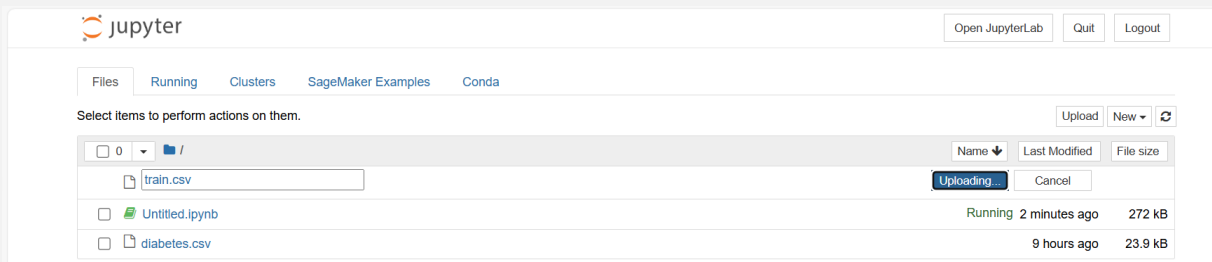 jupyter Open JupyterLab Quit Logout
Files Running Clusters SageMaker Examples Conda
Select items to perform actions on them. Upload New
0 / Name Last Modified File size
train.csv Uploading... Cancel
Untitled.ipynb Running 2 minutes ago 272 kB
diabetes.csv 9 hours ago 23.9 kB